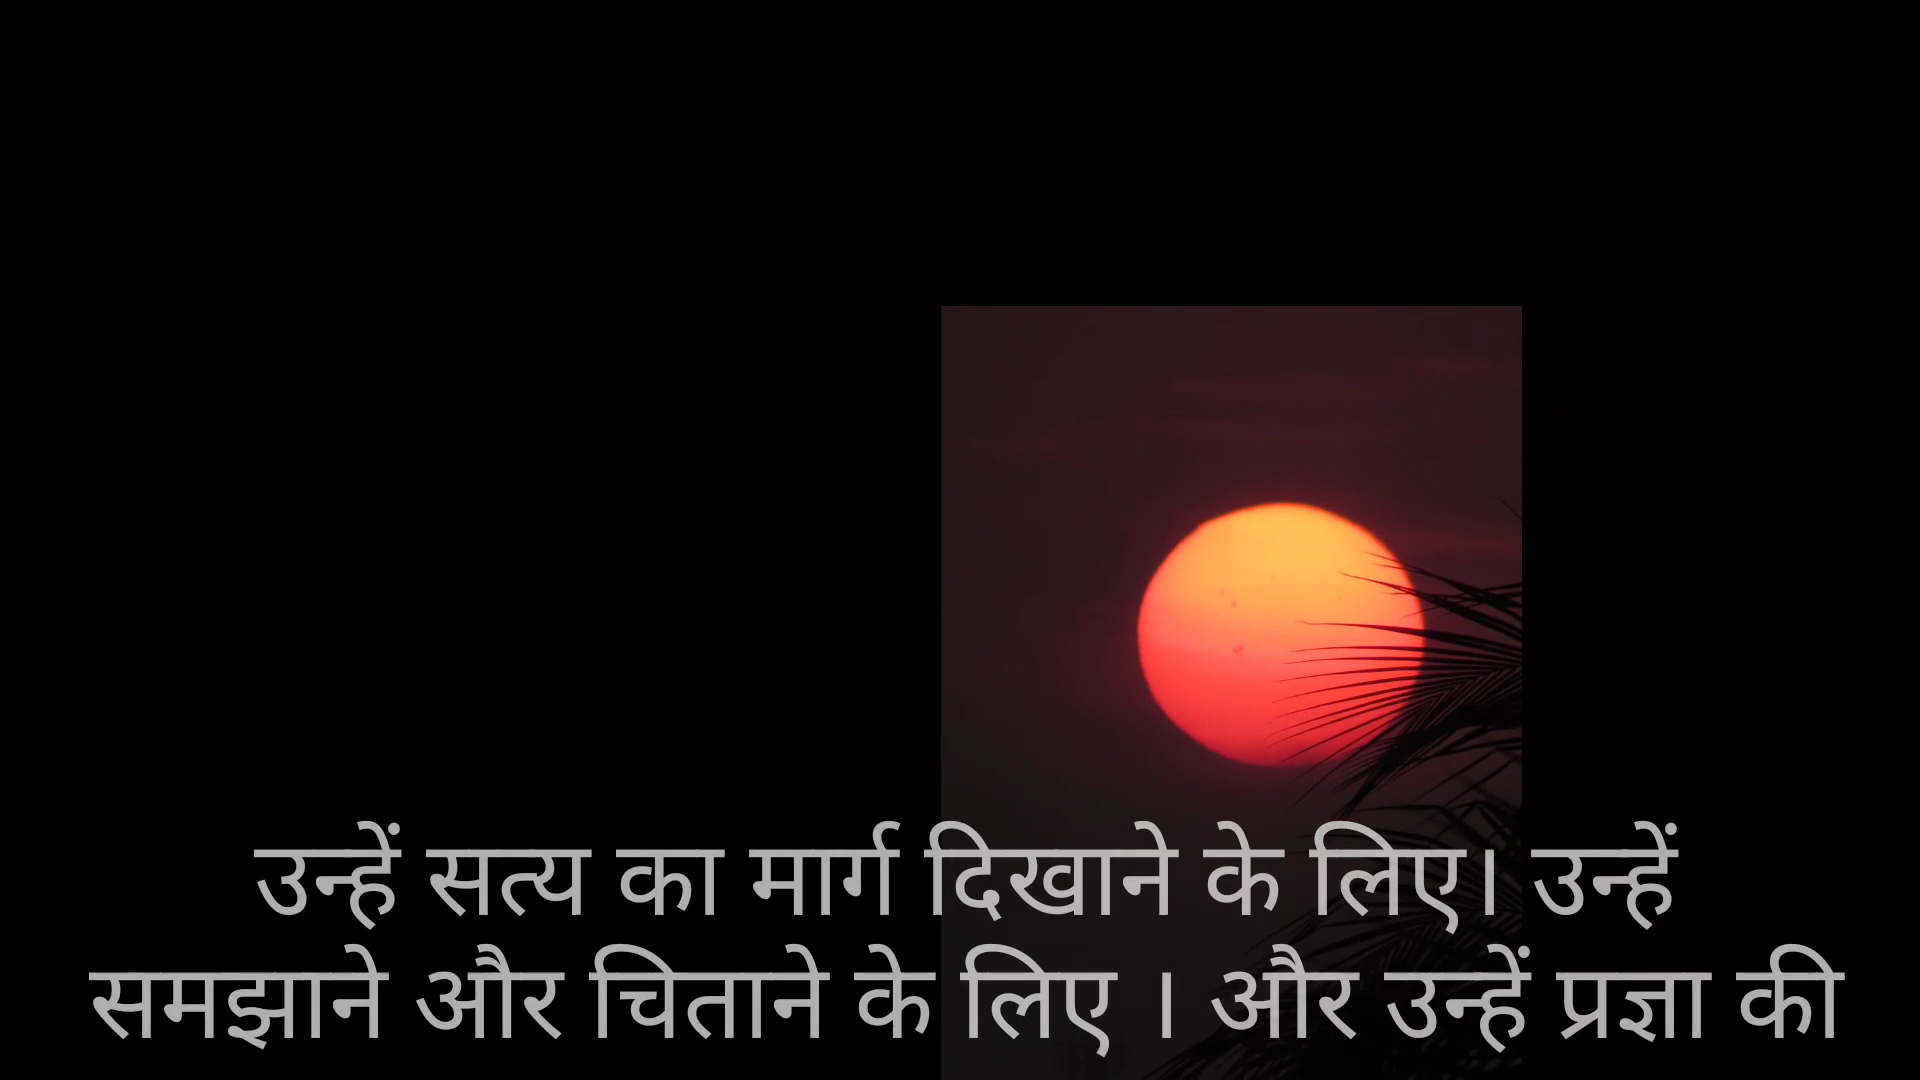 उन्हें सत्य का मार्ग दिखाने के लिए। उन्हें
समझाने और चिताने के लिए । और उन्हें प्रज्ञा की